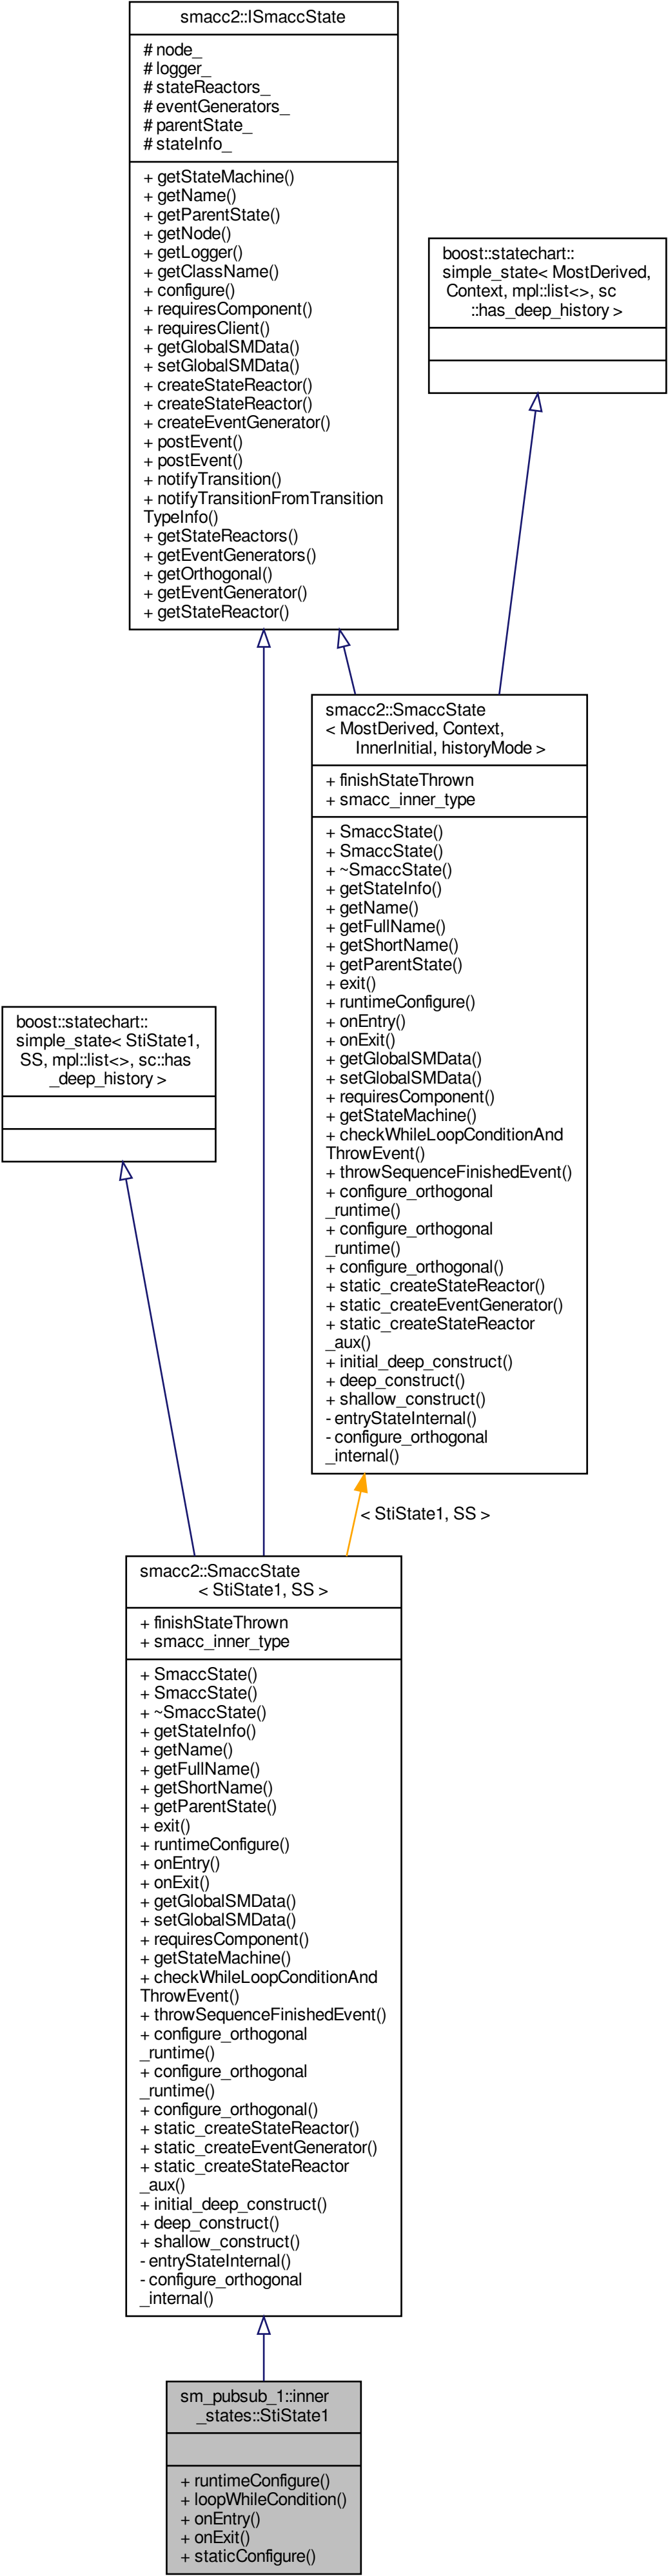 smacc2::ISmaccState
# node_
# logger_
# stateReactors_
# eventGenerators_
# parentState_
# stateInfo_
+ getStateMachine()
+ getName()
+ getParentState()
+ getNode()
+ getLogger()
+ getClassName()
+ configure()
+ requiresComponent()
+ requiresClient()
+ getGlobalSMData()
+ setGlobalSMData()
+ createStateReactor()
+ createStateReactor()
+ createEventGenerator()
+ postEvent()
+ postEvent()
+ notifyTransition()
+ notifyTransitionFromTransition
TypeInfo()
+ getStateReactors()
+ getEventGenerators()
+ getOrthogonal()
+ getEventGenerator()
+ getStateReactor()
boost::statechart::
simple_state< MostDerived,
Context, mpl::list<>, sc
::has_deep_history >
smacc2::SmaccState
< MostDerived, Context,
InnerInitial, historyMode >
+ finishStateThrown
+ smacc_inner_type
+ SmaccState()
+ SmaccState()
+ ~SmaccState()
+ getStateInfo()
+ getName()
+ getFullName()
+ getShortName()
+ getParentState()
+ exit()
+ runtimeConfigure()
+ onEntry()
+ onExit()
+ getGlobalSMData()
+ setGlobalSMData()
+ requiresComponent()
+ getStateMachine()
+ checkWhileLoopConditionAnd
ThrowEvent()
+ throwSequenceFinishedEvent()
+ configure_orthogonal
_runtime()
+ configure_orthogonal
_runtime()
+ configure_orthogonal()
+ static_createStateReactor()
+ static_createEventGenerator()
+ static_createStateReactor
_aux()
+ initial_deep_construct()
+ deep_construct()
+ shallow_construct()
- entryStateInternal()
- configure_orthogonal
_internal()
boost::statechart::
simple_state< StiState1,
SS, mpl::list<>, sc::has
_deep_history >
< StiState1, SS >
smacc2::SmaccState
< StiState1, SS >
+ finishStateThrown
+ smacc_inner_type
+ SmaccState()
+ SmaccState()
+ ~SmaccState()
+ getStateInfo()
+ getName()
+ getFullName()
+ getShortName()
+ getParentState()
+ exit()
+ runtimeConfigure()
+ onEntry()
+ onExit()
+ getGlobalSMData()
+ setGlobalSMData()
+ requiresComponent()
+ getStateMachine()
+ checkWhileLoopConditionAnd
ThrowEvent()
+ throwSequenceFinishedEvent()
+ configure_orthogonal
_runtime()
+ configure_orthogonal
_runtime()
+ configure_orthogonal()
+ static_createStateReactor()
+ static_createEventGenerator()
+ static_createStateReactor
_aux()
+ initial_deep_construct()
+ deep_construct()
+ shallow_construct()
- entryStateInternal()
- configure_orthogonal
_internal()
sm_pubsub_1::inner
_states::StiState1
+ runtimeConfigure()
+ loopWhileCondition()
+ onEntry()
+ onExit()
+ staticConfigure()